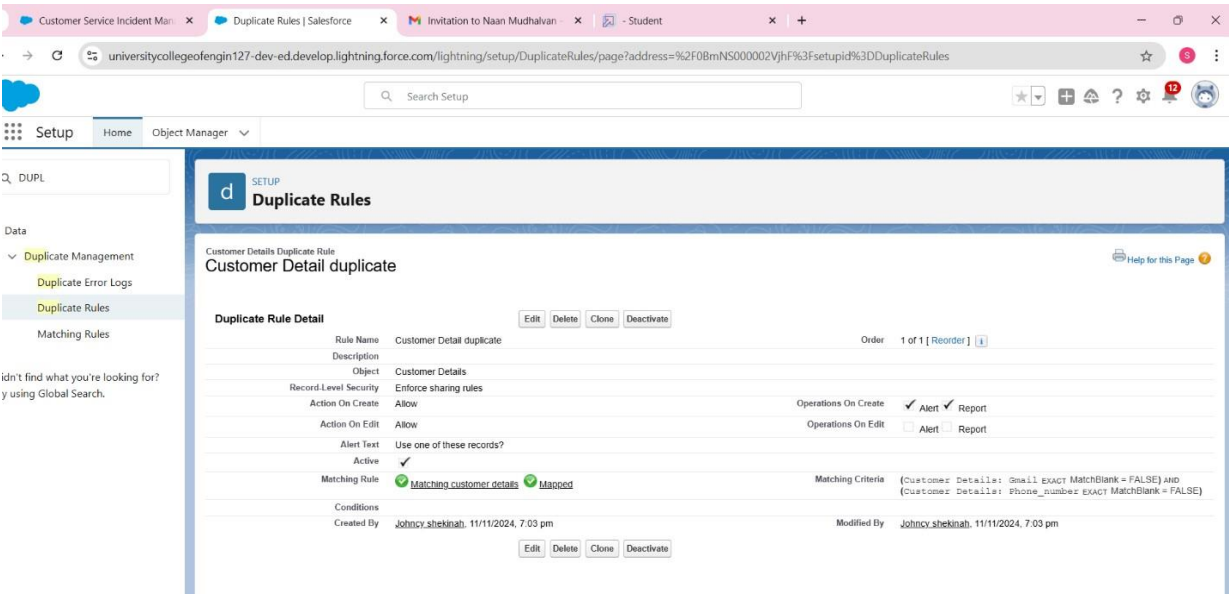 Customer Service Incident Man
Duplicate Rules | Salesforce
Invitation to Naan Mudhalvan -
- Student
universitycollegeofengin127-dev-ed.develop.lightning.force.com/lightning/setup/DuplicateRules/page?address=%2F0BmNS000002VjhF%3Fsetupid%3DDuplicateRules
S
Search Setup
12
Setup Home Object Manager
DUPL
SETUP
d
Duplicate Rules
Data
Duplicate Management
Duplicate Error Logs
Duplicate Rules
Matching Rules
idn't find what you're looking for?
y using Global Search.
Customer Details Duplicate Rule
Customer Detail duplicate
Help for this Page
Duplicate Rule Detail Edit Delete Clone Deactivate
Rule Name Customer Detail duplicate Order 1 of 1 [ Reorder ] i
Description
Object Customer Details
Record-Level Security Enforce sharing rules
Action On Create Allow Operations On Create Alert Report
Action On Edit Allow Operations On Edit Alert Report
Alert Text Use one of these records?
Active
Matching Rule Matching customer details Mapped Matching Criteria (Customer Details: Gmail EXACT MatchBlank = FALSE) AND
(Customer Details: Phone_number EXACT MatchBlank = FALSE)
Conditions
Created By Johncy shekinah, 11/11/2024, 7:03 pm Modified By Johncy shekinah, 11/11/2024, 7:03 pm
Edit Delete Clone Deactivate